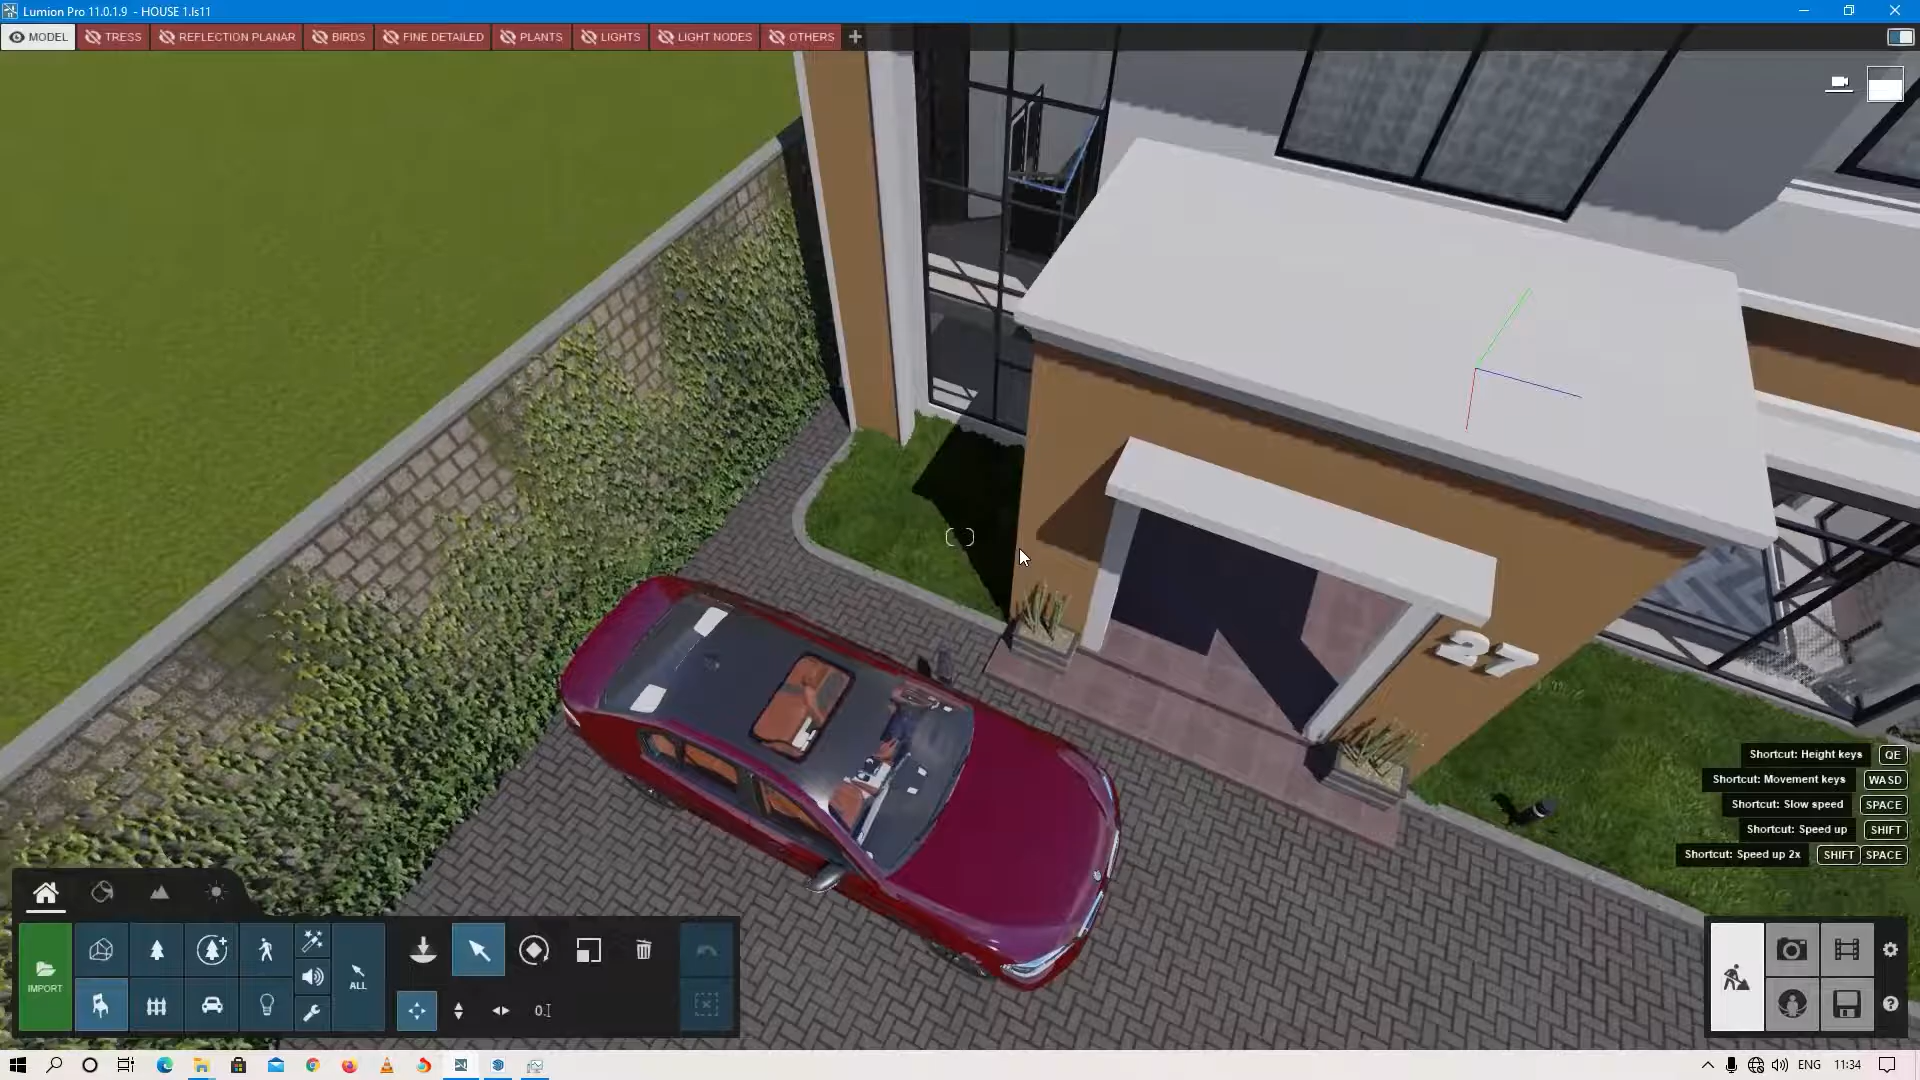 Lumion Pro 11.0.1.9 - HOUSE 1.ls11
MODEL TRESS REFLECTION PLANAR BIRDS FINE DETAILED PLANTS LIGHTS LIGHT NODES OTHERS
27
Shortcut: Height keys QE
Shortcut: Movement keys WASD
Shortcut: Slow speed SPACE
Shortcut: Speed up SHIFT
Shortcut: Speed up 2x SHIFT SPACE
IMPORT
ALL
ENG 11:34